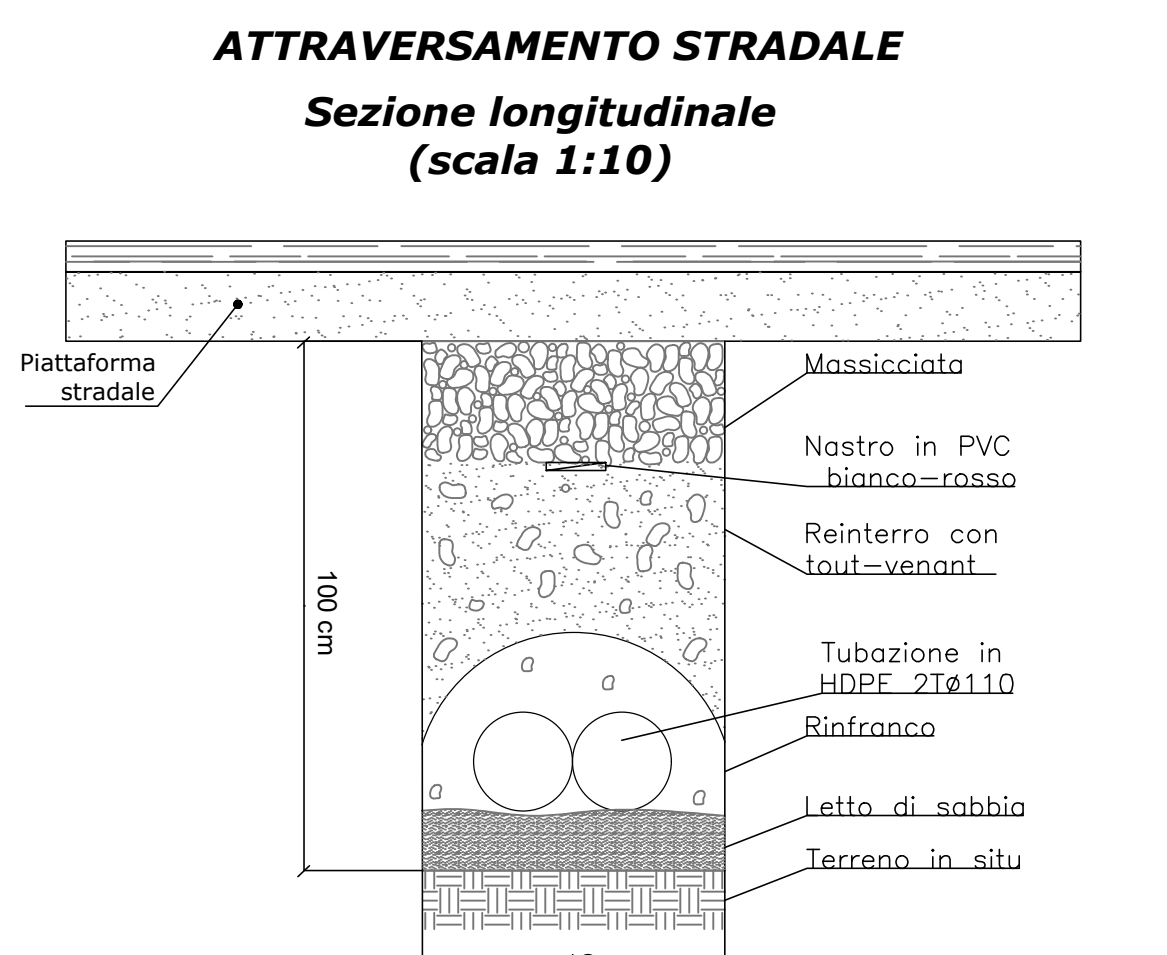 ATTRAVERSAMENTO STRADALE
Sezione longitudinale
(scala 1:10)
Piattaforma
stradale
Massicciata
Nastro in PVC
bianco-rosso
Reinterro con
tout-venant
100 cm
Tubazione in
HDPE 2Tø110
Rinfranco
Letto di sabbia
Terreno in situ